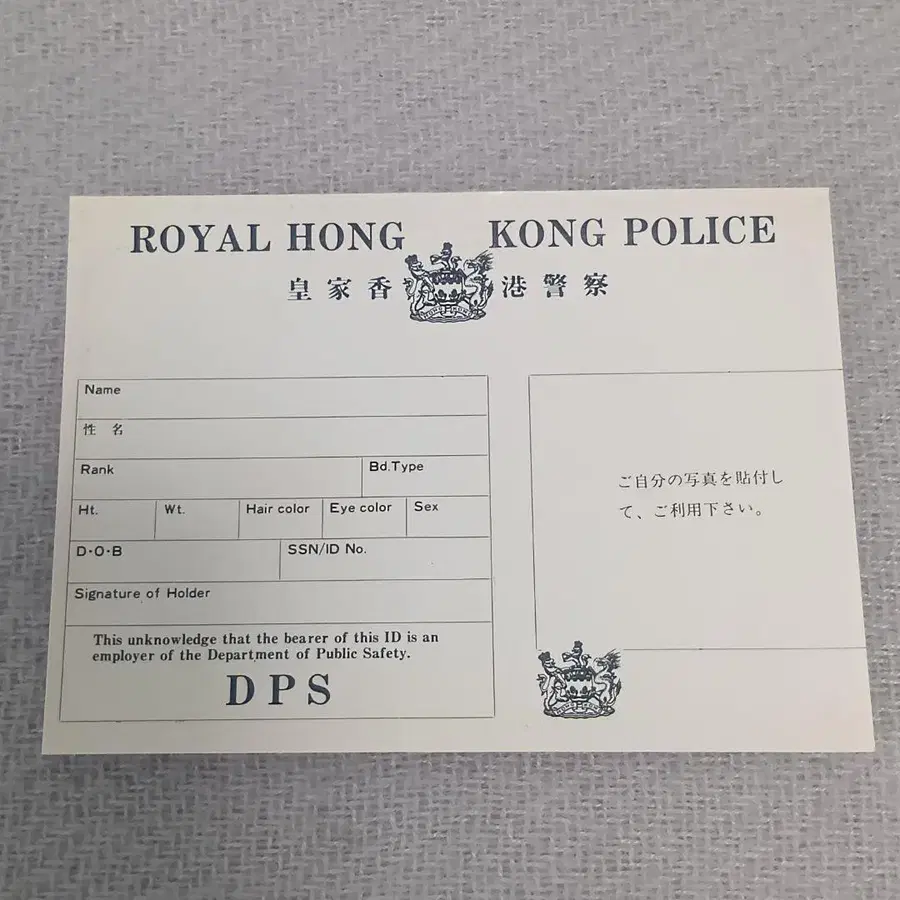 ROYAL HONG KONG POLICE
皇家香港警察
Name
性 名
Rank
Bd.Type
Ht.
Wt.
Hair color
Eye color
Sex
D·O·B
SSN/ID No.
Signature of Holder
This unknowledge that the bearer of this ID is an
employer of the Department of Public Safety.
DPS
ご自分の写真を貼付し
て、ご利用下さい。